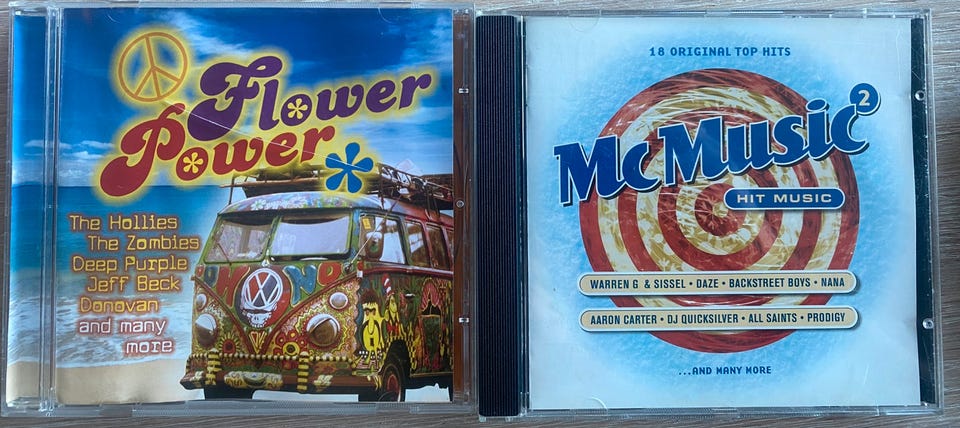 Flower
Power
The Hollies
The Zombies
Deep Purple
Jeff Beck
Donovan
and many
more
18 ORIGINAL TOP HITS
McMusic 2
HIT MUSIC
WARREN G. & SISSEL • DAZE • BACKSTREET BOYS • NANA
AARON CARTER • DJ QUICKSILVER • ALL SAINTS • PRODIGY
...AND MANY MORE